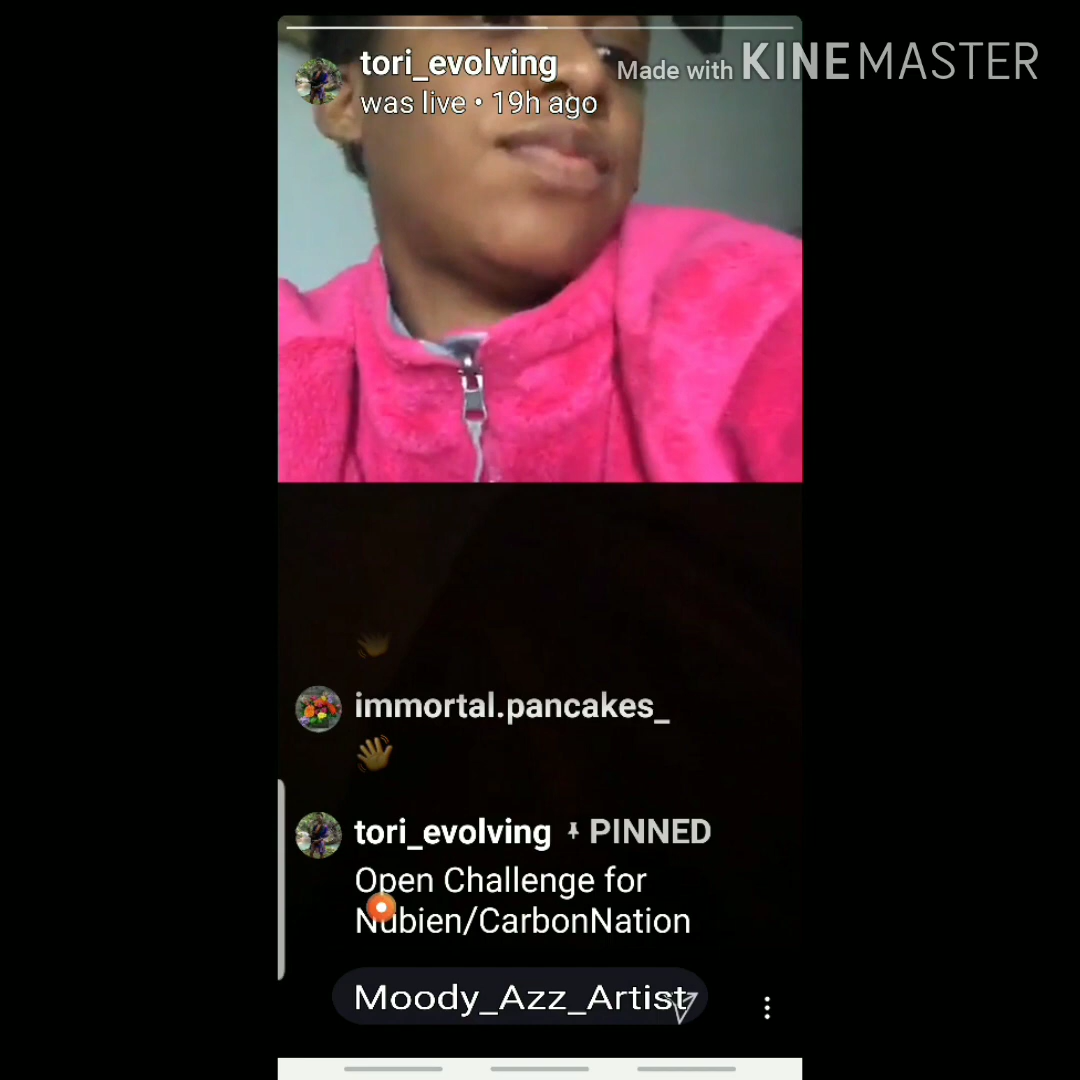 tori_evolving
was live • 19h ago
Made with KINEMASTER
immortal.pancakes_
👋
tori_evolving PINNED
Open Challenge for
Nubien/CarbonNation
Moody_Azz_Artist